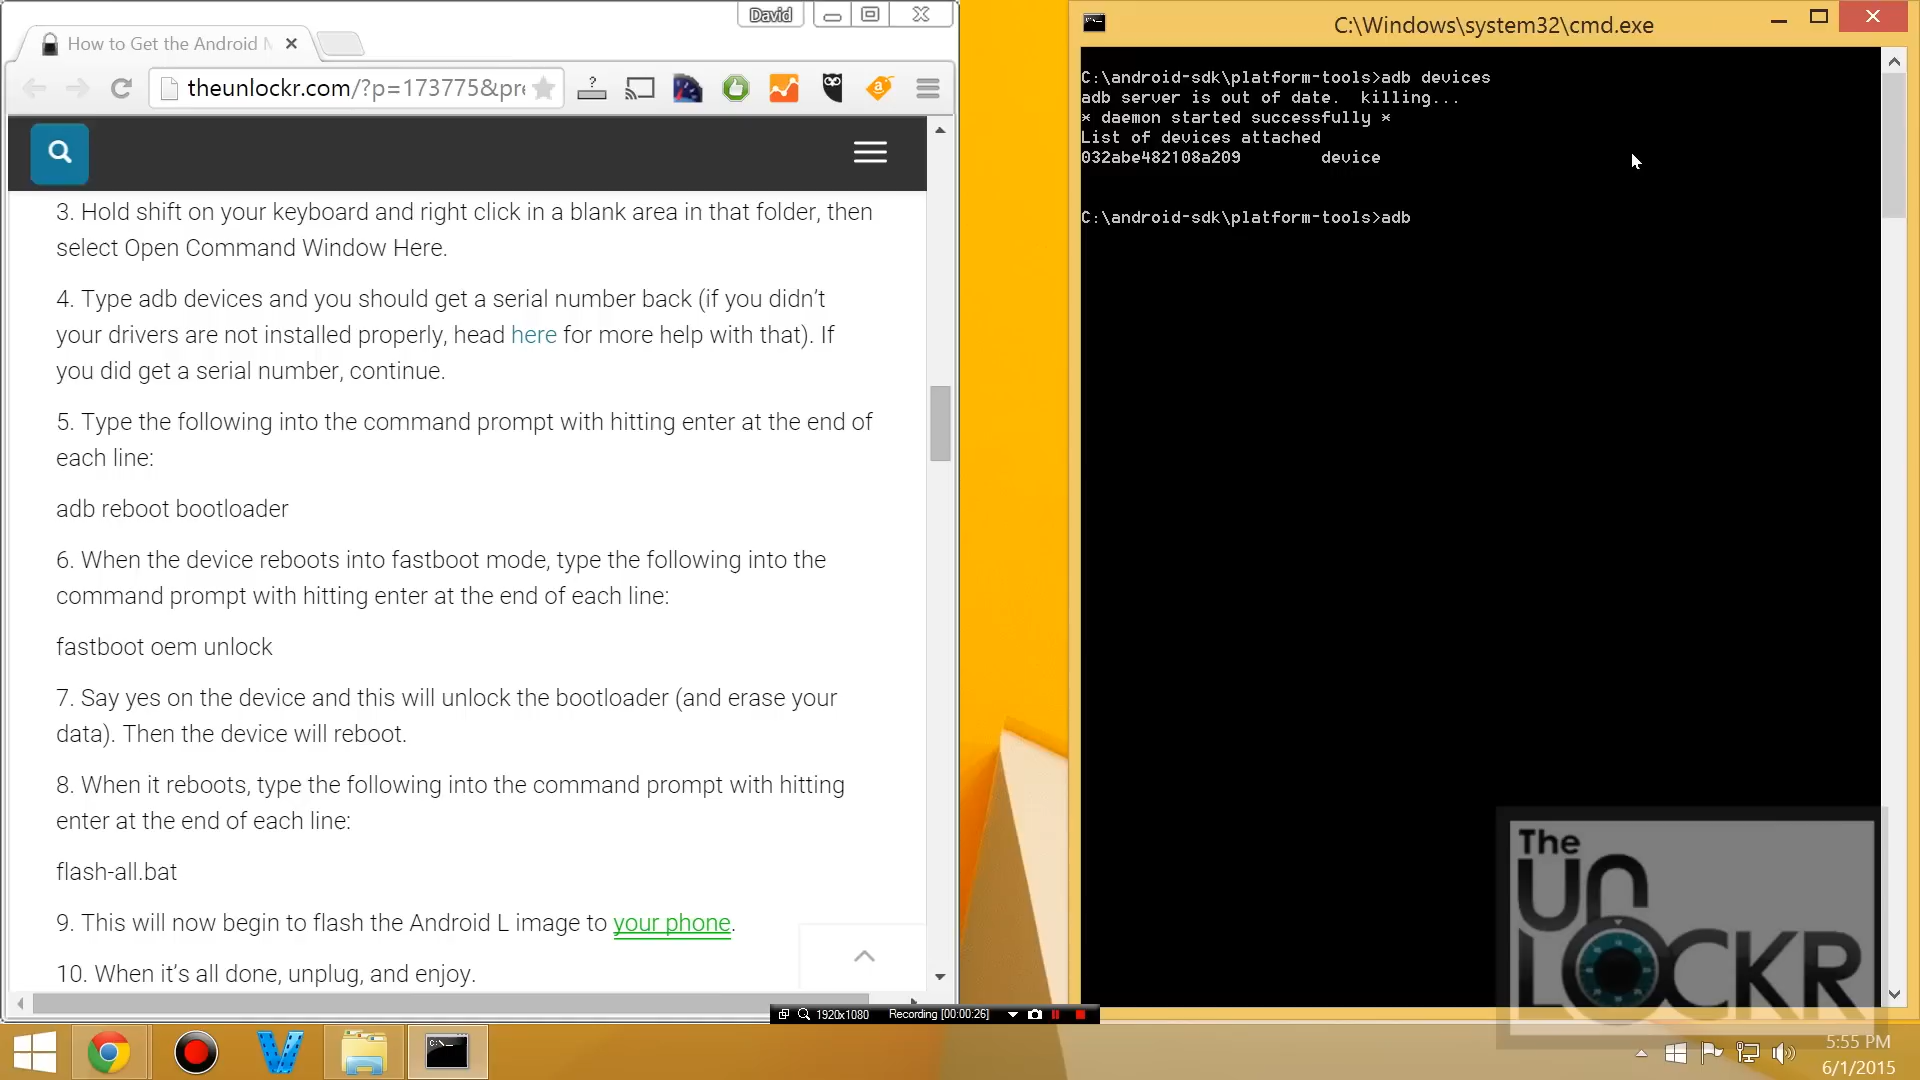 David
How to Get the Android M
theunlockr.com/?p=173775&pre
3. Hold shift on your keyboard and right click in a blank area in that folder, then
select Open Command Window Here.
4. Type adb devices and you should get a serial number back (if you didn’t
your drivers are not installed properly, head here for more help with that). If
you did get a serial number, continue.
5. Type the following into the command prompt with hitting enter at the end of
each line:
adb reboot bootloader
6. When the device reboots into fastboot mode, type the following into the
command prompt with hitting enter at the end of each line:
fastboot oem unlock
7. Say yes on the device and this will unlock the bootloader (and erase your
data). Then the device will reboot.
8. When it reboots, type the following into the command prompt with hitting
enter at the end of each line:
flash-all.bat
9. This will now begin to flash the Android L image to your phone.
10. When it’s all done, unplug, and enjoy.
C:\Windows\system32\cmd.exe
C:\android-sdk\platform-tools>adb devices
adb server is out of date.  killing...
* daemon started successfully *
List of devices attached
032abe482108a209        device
C:\android-sdk\platform-tools>adb
The
UN
LOCKR
1920x1080 Recording [00:00:26]
C:\_
5:55 PM
6/1/2015